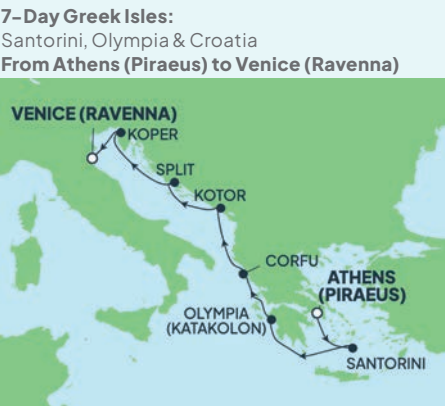 7-Day Greek Isles:
Santorini, Olympia & Croatia
From Athens (Piraeus) to Venice (Ravenna)
VENICE (RAVENNA)
KOPER
SPLIT
KOTOR
CORFU
ATHENS
(PIRAEUS)
OLYMPIA
(KATAKOLON)
SANTORINI